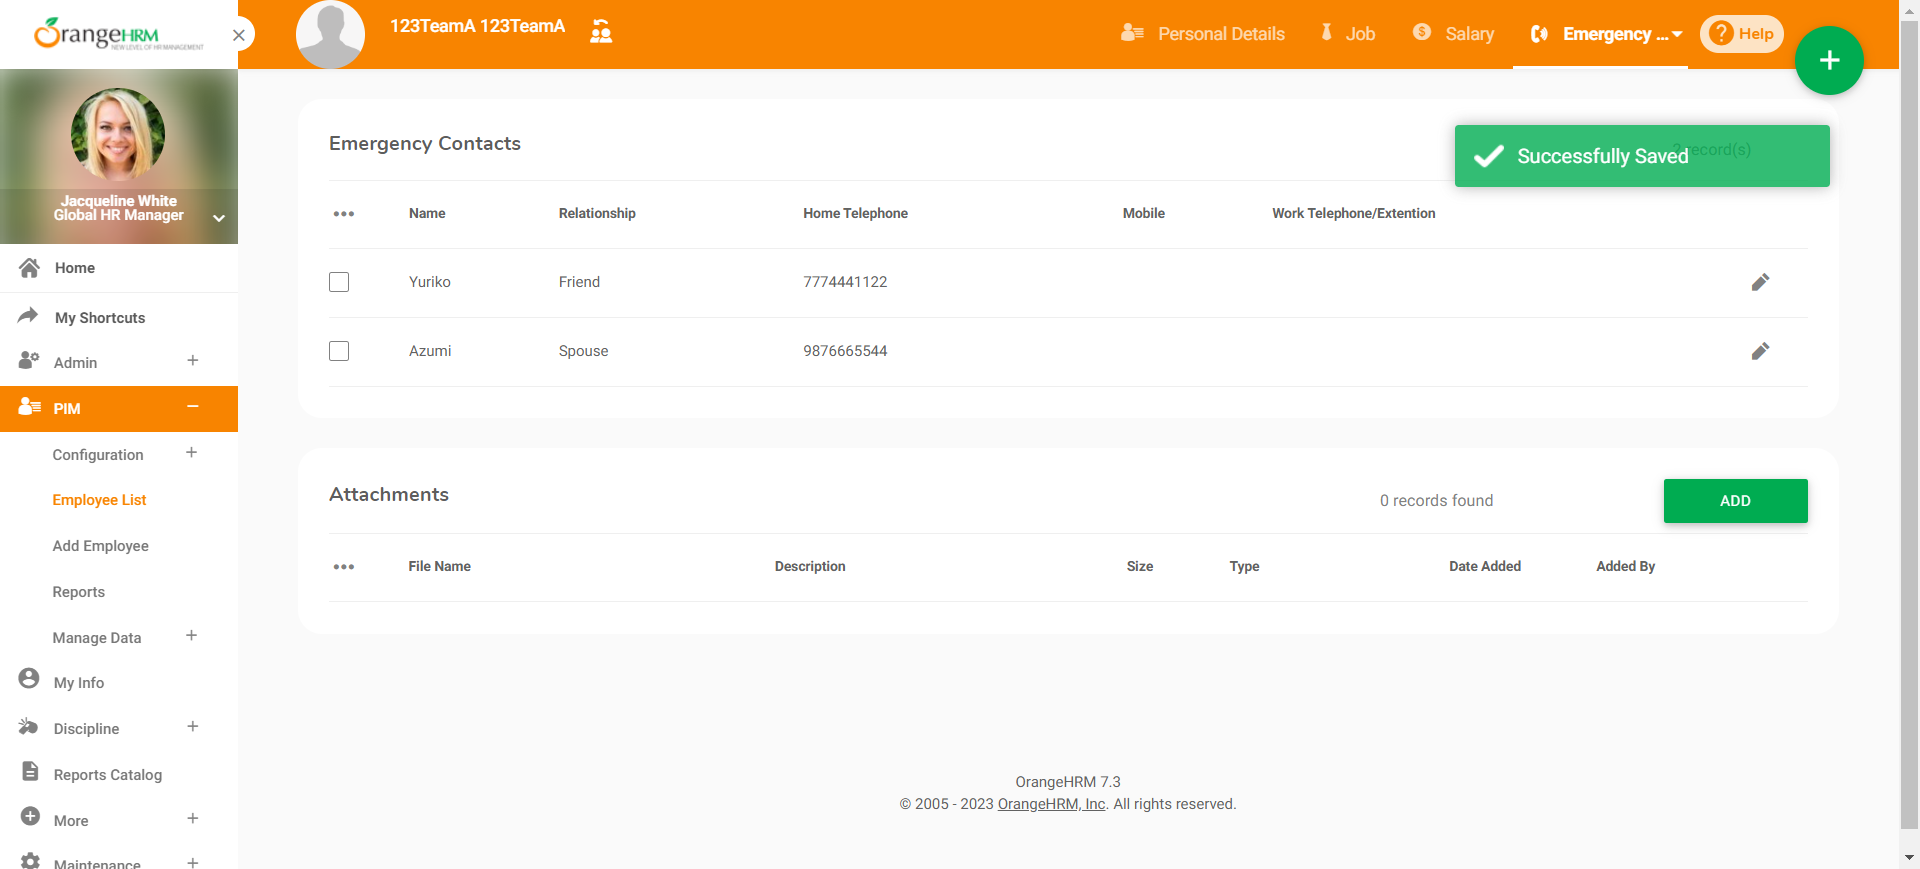 OrangeHRM
NEW LEVEL OF HR MANAGEMENT
123TeamA 123TeamA
Personal Details
Job
Salary
Emergency ...
Help
Jacqueline White
Global HR Manager
Home
My Shortcuts
Admin
PIM
Configuration
Employee List
Add Employee
Reports
Manage Data
My Info
Discipline
Reports Catalog
More
Maintenance
Emergency Contacts
2 record(s)
Successfully Saved
Name Relationship Home Telephone Mobile Work Telephone/Extention
Yuriko Friend 7774441122
Azumi Spouse 9876665544
Attachments
0 records found
ADD
File Name Description Size Type Date Added Added By
OrangeHRM 7.3
© 2005 - 2023 OrangeHRM, Inc. All rights reserved.